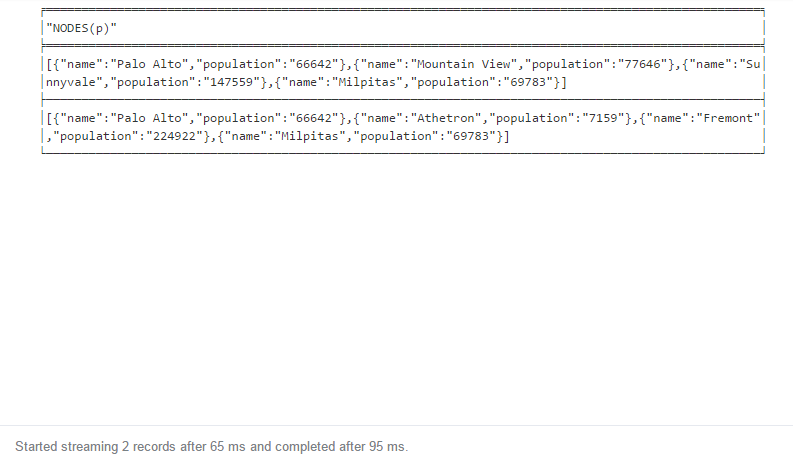 "NODES(p)"
[{"name":"Palo Alto","population":"66642"},{"name":"Mountain View","population":"77646"},{"name":"Su
nnyvale","population":"147559"},{"name":"Milpitas","population":"69783"}]
[{"name":"Palo Alto","population":"66642"},{"name":"Athetron","population":"7159"},{"name":"Fremont"
,"population":"224922"},{"name":"Milpitas","population":"69783"}]
Started streaming 2 records after 65 ms and completed after 95 ms.